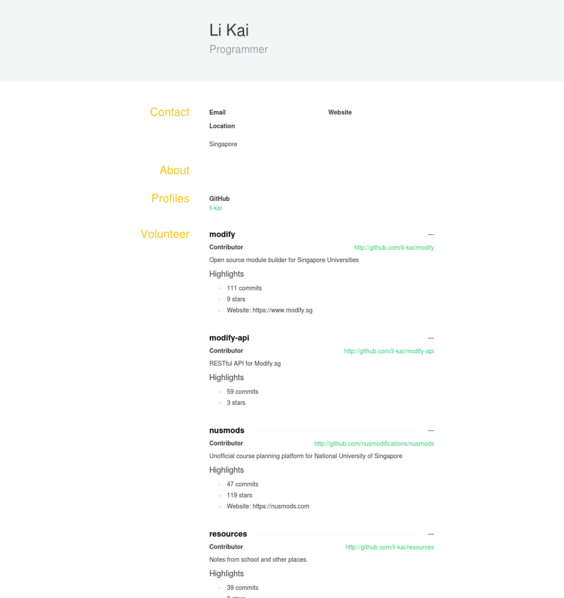 Li Kai
Programmer
Contact
Email Website
Location
Singapore
About
Profiles
GitHub
li-kai
Volunteer
modify —
Contributor http://github.com/li-kai/modify
Open source module builder for Singapore Universities
Highlights
111 commits
9 stars
Website: https://www.modify.sg
modify-api —
Contributor http://github.com/li-kai/modify-api
RESTful API for Modify.sg
Highlights
59 commits
3 stars
nusmods —
Contributor http://github.com/nusmodifications/nusmods
Unofficial course planning platform for National University of Singapore
Highlights
47 commits
119 stars
Website: https://nusmods.com
resources —
Contributor http://github.com/li-kai/resources
Notes from school and other places.
Highlights
39 commits